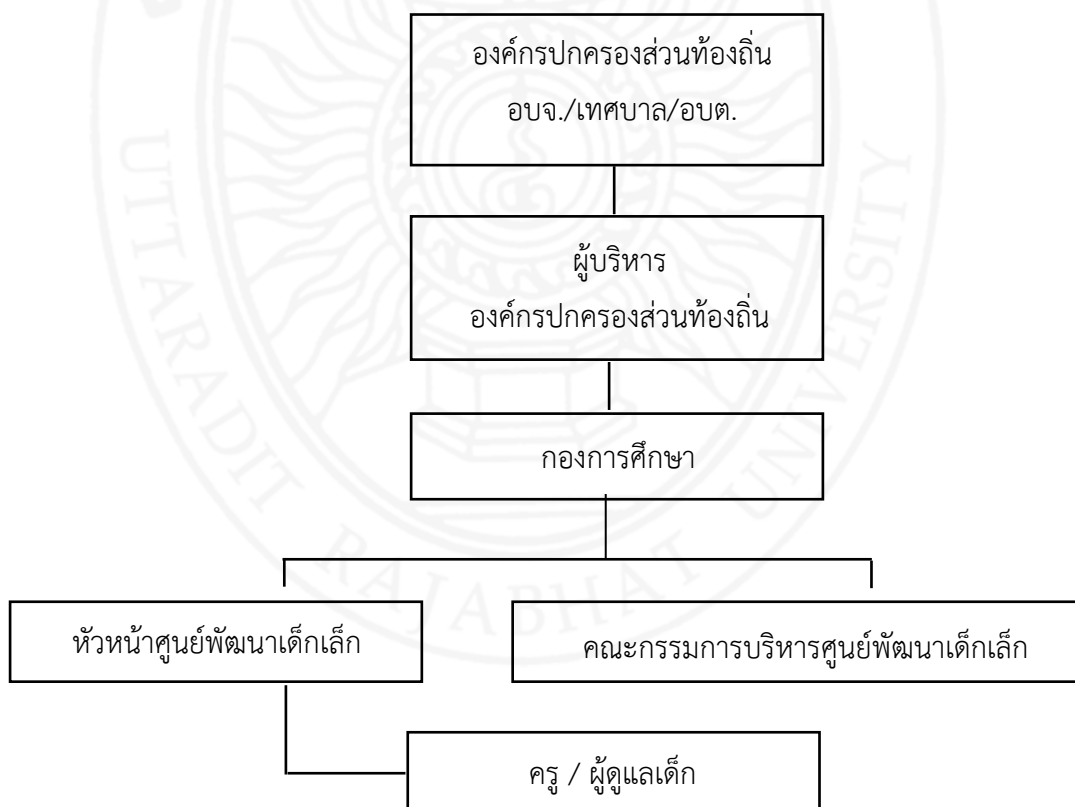 องค์กรปกครองส่วนท้องถิ่น
อบจ./เทศบาล/อบต.
ผู้บริหาร
องค์กรปกครองส่วนท้องถิ่น
กองการศึกษา
หัวหน้าศูนย์พัฒนาเด็กเล็ก
คณะกรรมการบริหารศูนย์พัฒนาเด็กเล็ก
ครู / ผู้ดูแลเด็ก
UTTARADIT RAJABHAT UNIVERSITY